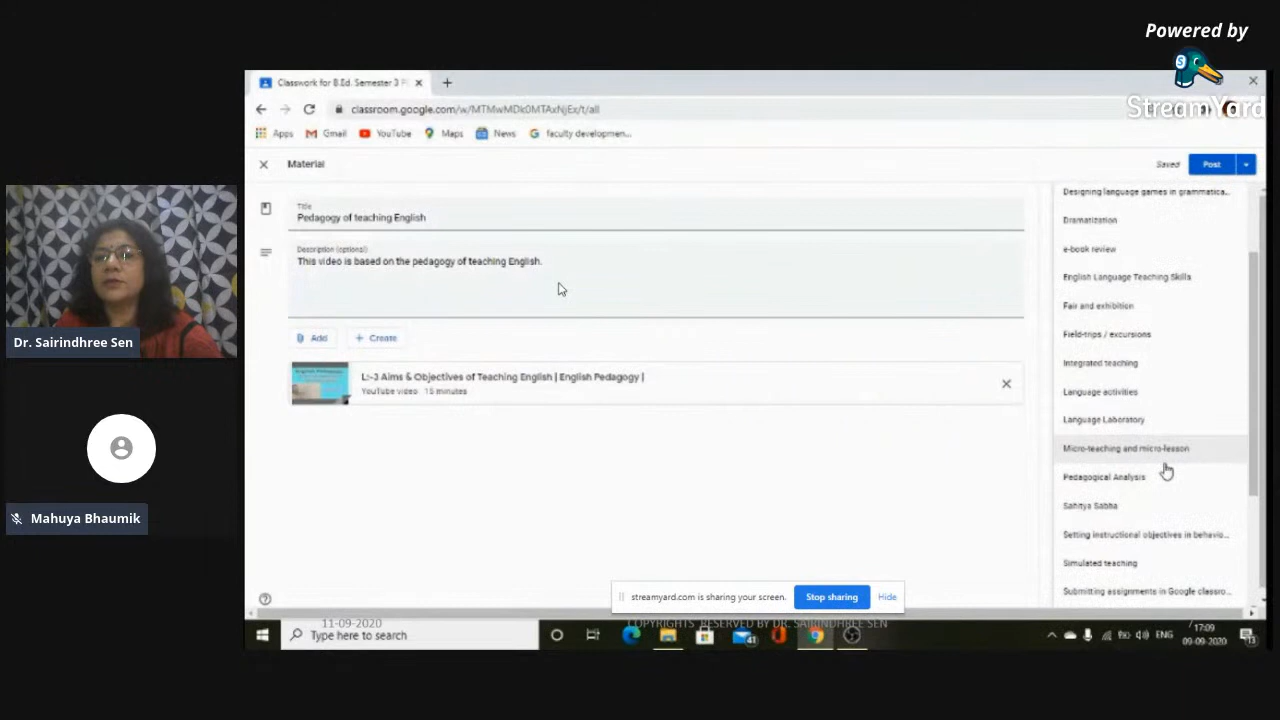 Powered by
StreamYard
Classwork for B.Ed. Semester 3
classroom.google.com/w/MTMwMDk0MTAxNjEx/t/all
Apps
Gmail
YouTube
Maps
News
faculty developmen...
Material
Saved
Post
Title
Pedagogy of teaching English
Description (optional)
This video is based on the pedagogy of teaching English.
Add
Create
L:-3 Aims & Objectives of Teaching English | English Pedagogy |
YouTube video 15 minutes
Designing language games in grammatica...
Dramatization
e-book review
English Language Teaching Skills
Fair and exhibition
Field-trips / excursions
Integrated teaching
Language activities
Language Laboratory
Micro-teaching and micro-lesson
Pedagogical Analysis
Sahitya Sabha
Setting instructional objectives in behavio...
Simulated teaching
Submitting assignments in Google classro...
Dr. Sairindhree Sen
Mahuya Bhaumik
streamyard.com is sharing your screen.
Stop sharing
Hide
11-09-2020
COPYRIGHTS RESERVED BY DR. SAIRINDHREE SEN
Type here to search
41
ENG
17:09
09-09-2020